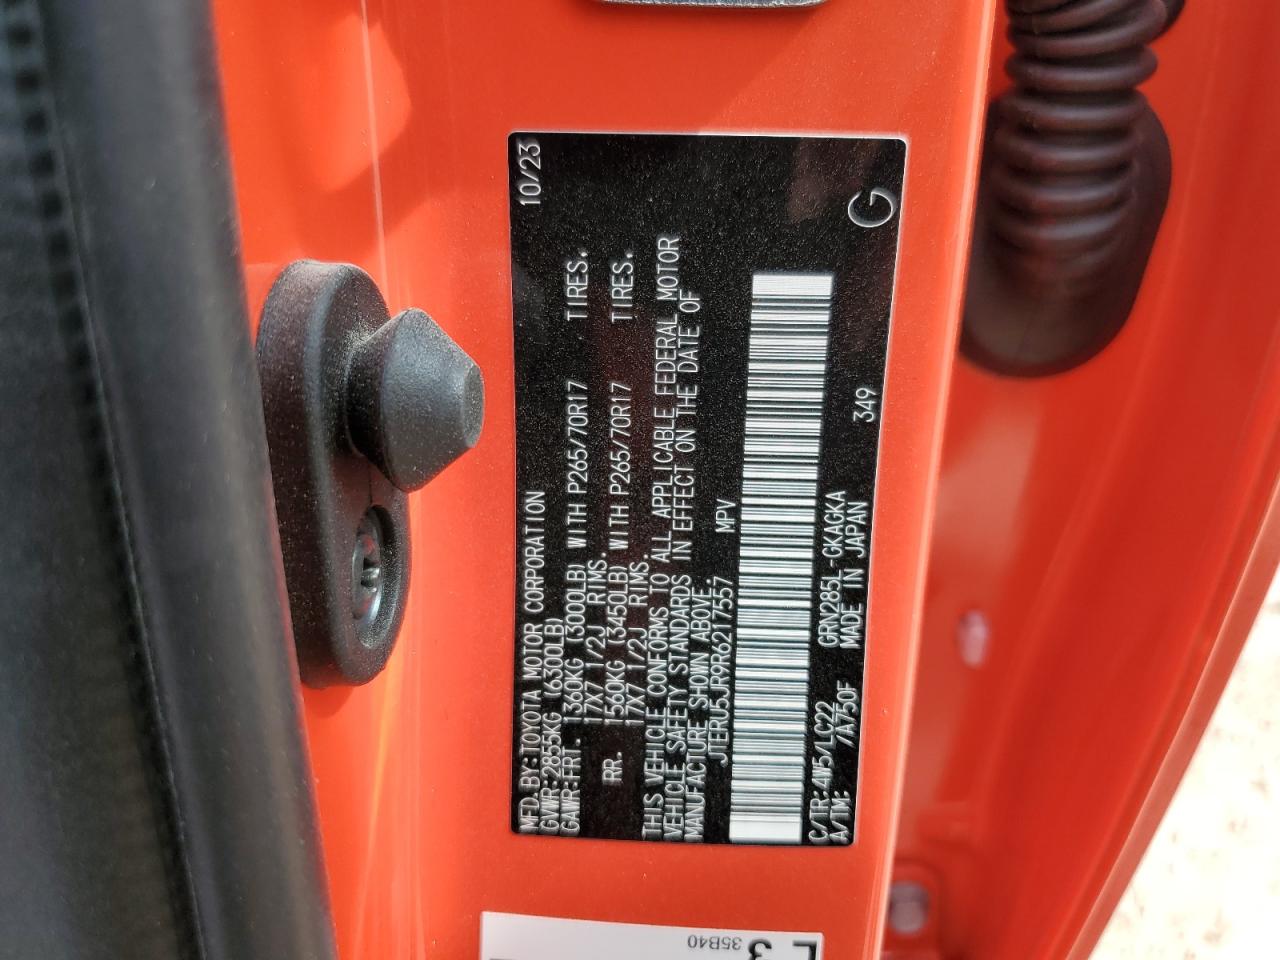 MFD.BY:TOYOTA MOTOR CORPORATION 10/23
GVWR:2855KG (6300LB)
GAWR:FRT. 1360KG (3000LB) WITH P265/70R17 TIRES.
17X7 1/2J RIMS.
RR. 1560KG (3450LB) WITH P265/70R17 TIRES.
17X7 1/2J RIMS.
THIS VEHICLE CONFORMS TO ALL APPLICABLE FEDERAL MOTOR
VEHICLE SAFETY STANDARDS IN EFFECT ON THE DATE OF
MANUFACTURE SHOWN ABOVE.
JTERU5JR9R6217557 MPV
C/TR:4W5/LC22 GRN285L-GKAGKA
A/TM: /A750F MADE IN JAPAN 349 G
35B40